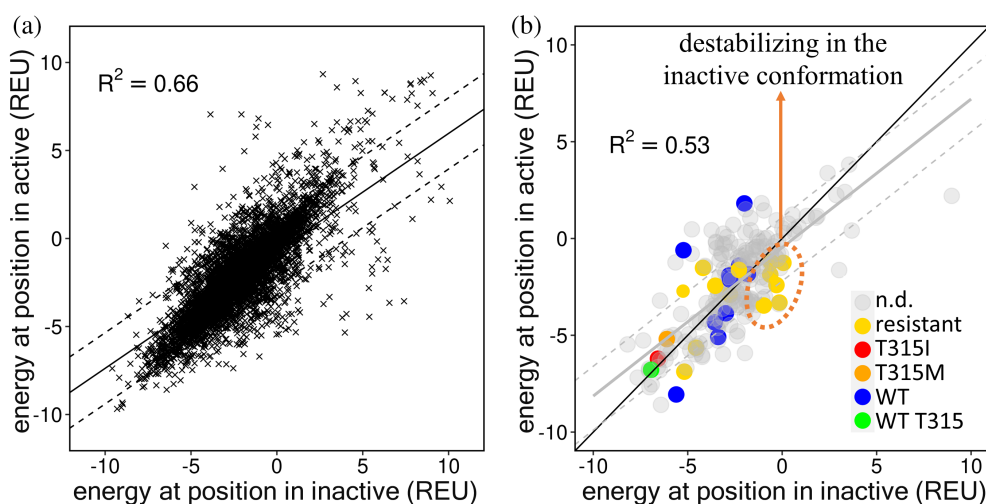 (a)
R² = 0.66
10
5
0
-5
-10
-10
-5
0
5
10
energy at position in active (REU)
energy at position in inactive (REU)
(b)
destabilizing in the
inactive conformation
R² = 0.53
10
5
0
-5
-10
-10
-5
0
5
10
energy at position in active (REU)
energy at position in inactive (REU)
n.d.
resistant
T315I
T315M
WT
WT T315